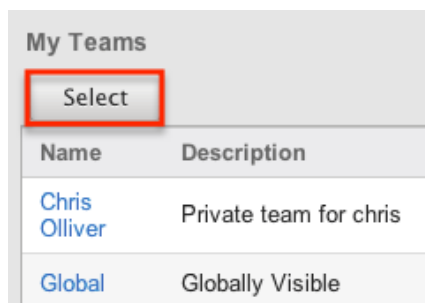 My Teams
Select
Name Description
Chris
Olliver Private team for chris
Global Globally Visible